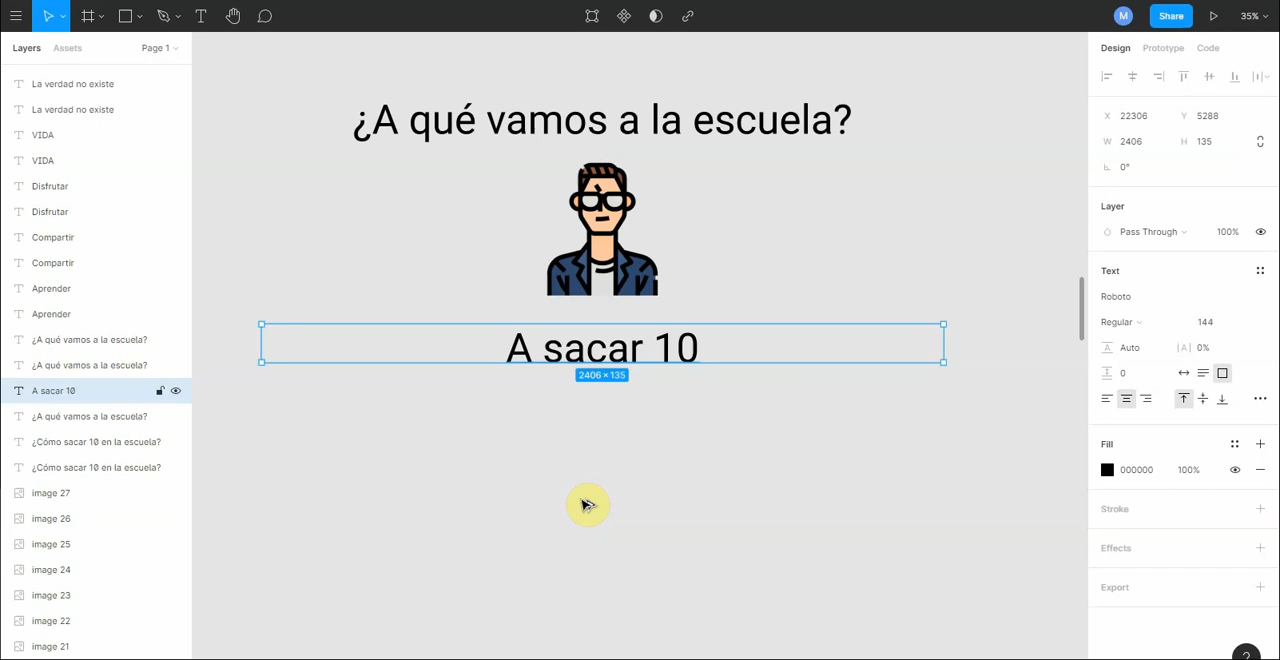 M
Share
35%
Layers
Assets
Page 1
La verdad no existe
La verdad no existe
VIDA
VIDA
Disfrutar
Disfrutar
Compartir
Compartir
Aprender
Aprender
¿A qué vamos a la escuela?
¿A qué vamos a la escuela?
A sacar 10
¿A qué vamos a la escuela?
¿Cómo sacar 10 en la escuela?
¿Cómo sacar 10 en la escuela?
image 27
image 26
image 25
image 24
image 23
image 22
image 21
¿A qué vamos a la escuela?
A sacar 10
2406 × 135
Design
Prototype
Code
X 22306 Y 5288
W 2406 H 135
0°
Layer
Pass Through 100%
Text
Roboto
Regular 144
A Auto |A| 0%
0
Fill
000000 100%
Stroke
Effects
Export
?